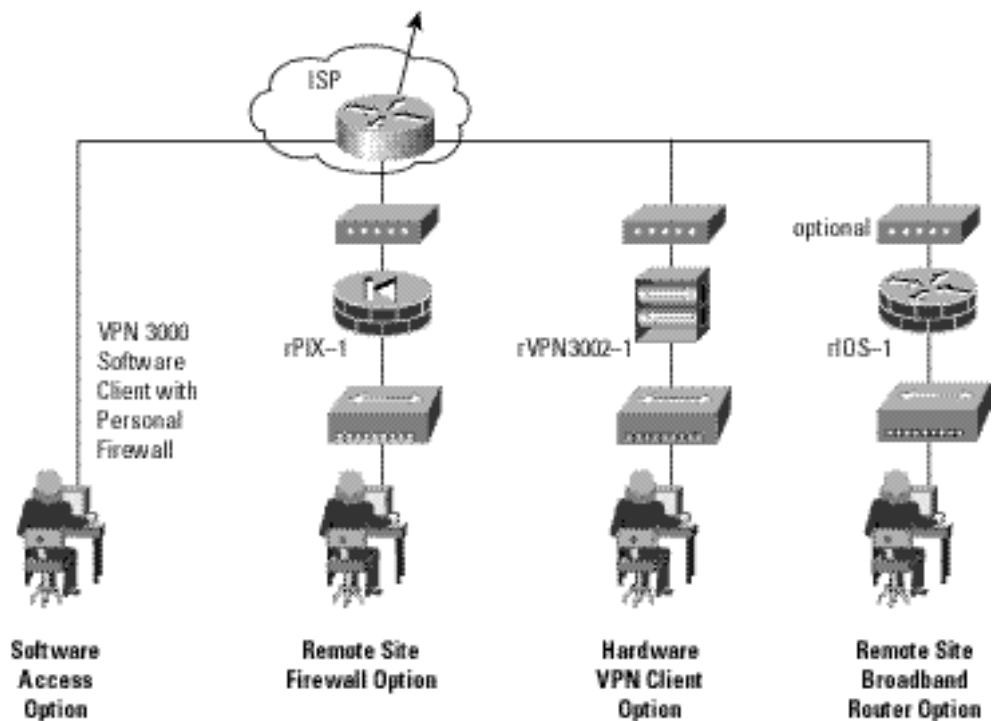 ISP
optional
VPN 3000
Software
Client with
Personal
Firewall
rPIX--1
rVPN3002--1
rIOS--1
Software
Access
Option
Remote Site
Firewall Option
Hardware
VPN Client
Option
Remote Site
Broadband
Router Option